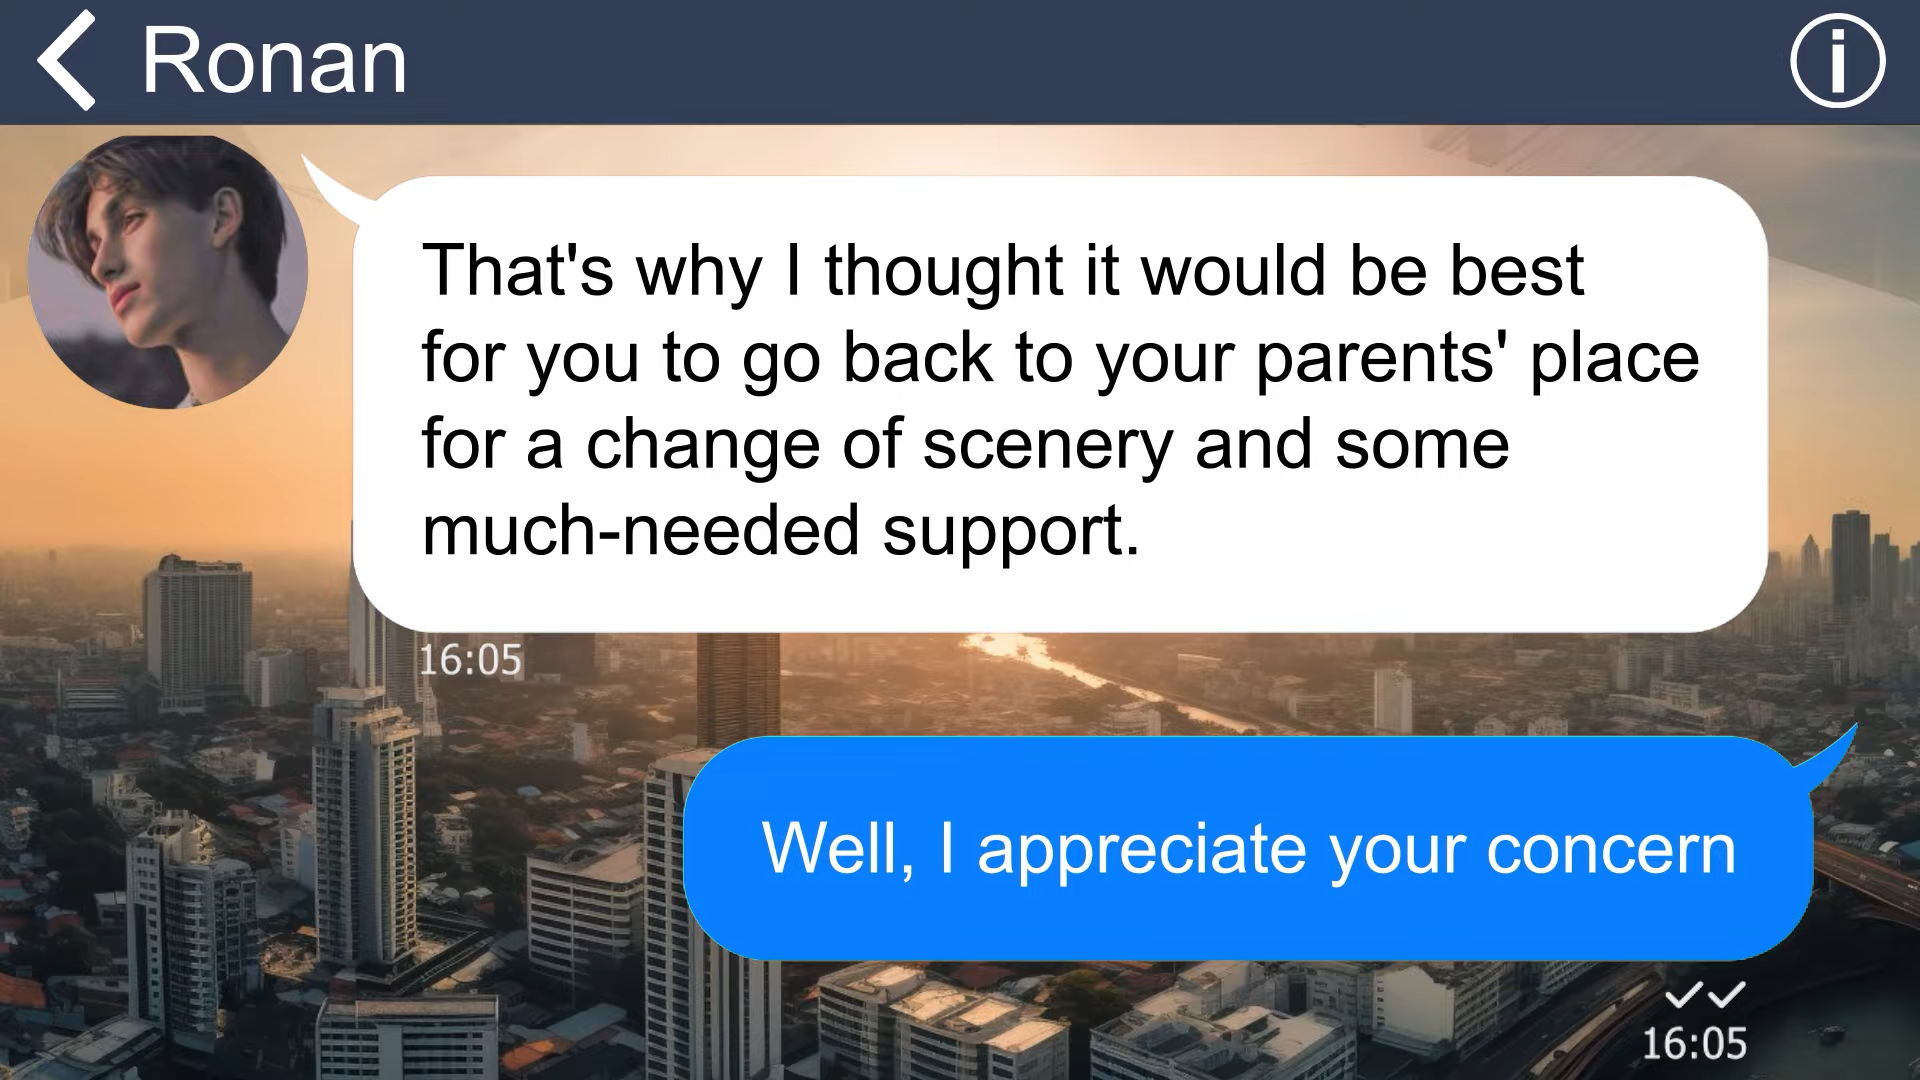 Ronan
That's why I thought it would be best
for you to go back to your parents' place
for a change of scenery and some
much-needed support.
16:05
Well, I appreciate your concern
16:05